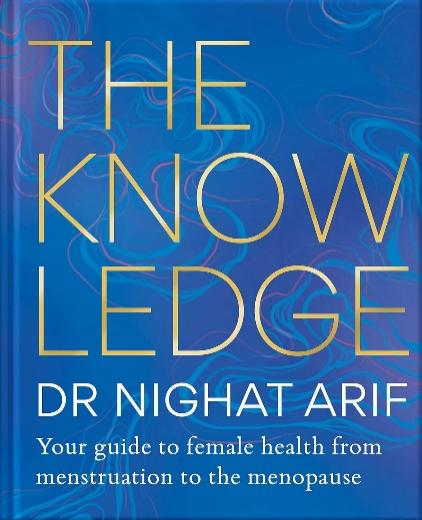 THE
KNOW
LEDGE
DR NIGHAT ARIF
Your guide to female health from
menstruation to the menopause